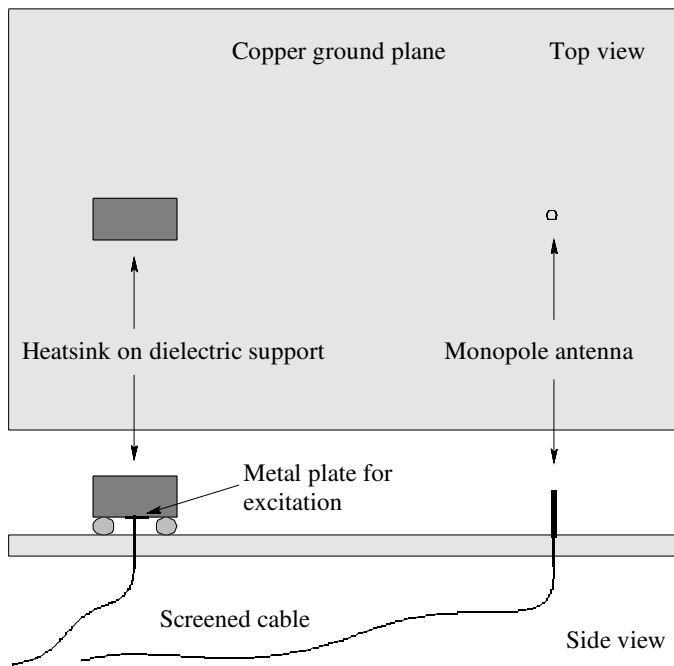 Copper ground plane
Top view
Heatsink on dielectric support
Monopole antenna
Metal plate for
excitation
Screened cable
Side view